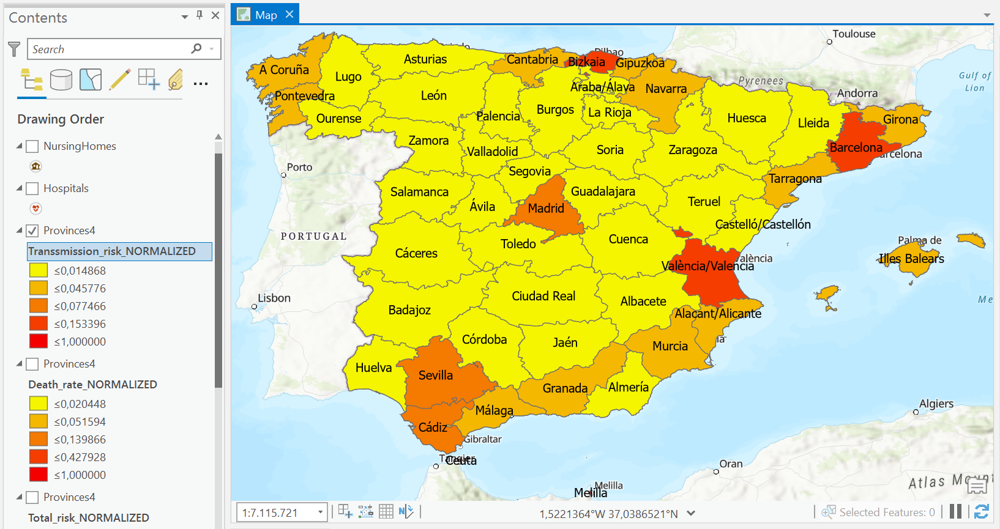 Contents
Search
Drawing Order
NursingHomes
Hospitals
Provinces4
Transsmission_risk_NORMALIZED
≤0,014868
≤0,045776
≤0,077466
≤0,153396
≤1,000000
Provinces4
Death_rate_NORMALIZED
≤0,020448
≤0,051594
≤0,139866
≤0,427928
≤1,000000
Provinces4
Total_risk_NORMALIZED
Map
Toulouse
Bilbao
Asturias
Cantabria
Bizkaia
Gipuzkoa
A Coruña
Lugo
Pyrenees
Gulf of
Lion
Araba/Álava
Navarra
Andorra
Pontevedra
León
Burgos
La Rioja
Palencia
Ourense
Huesca
Lleida
Girona
Zamora
Valladolid
Soria
Zaragoza
Barcelona
Barcelona
Porto
Segovia
Tarragona
Salamanca
Guadalajara
Ávila
Madrid
Teruel
Castelló/Castellón
PORTUGAL
Toledo
Cuenca
Palma de
Cáceres
Illes Balears
València/Valencia
València
Lisbon
Ciudad Real
Albacete
Me
Badajoz
Alacant/Alicante
Córdoba
Jaén
Murcia
la
Huelva
Sevilla
Granada
Almería
Málaga
Algiers
Cádiz
Gibraltar
Tangier
Ceuta
Oran
Melilla
Melilla
Atlas Mount
1:7.115.721
1,5221364°W 37,0386521°N
Selected Features: 0